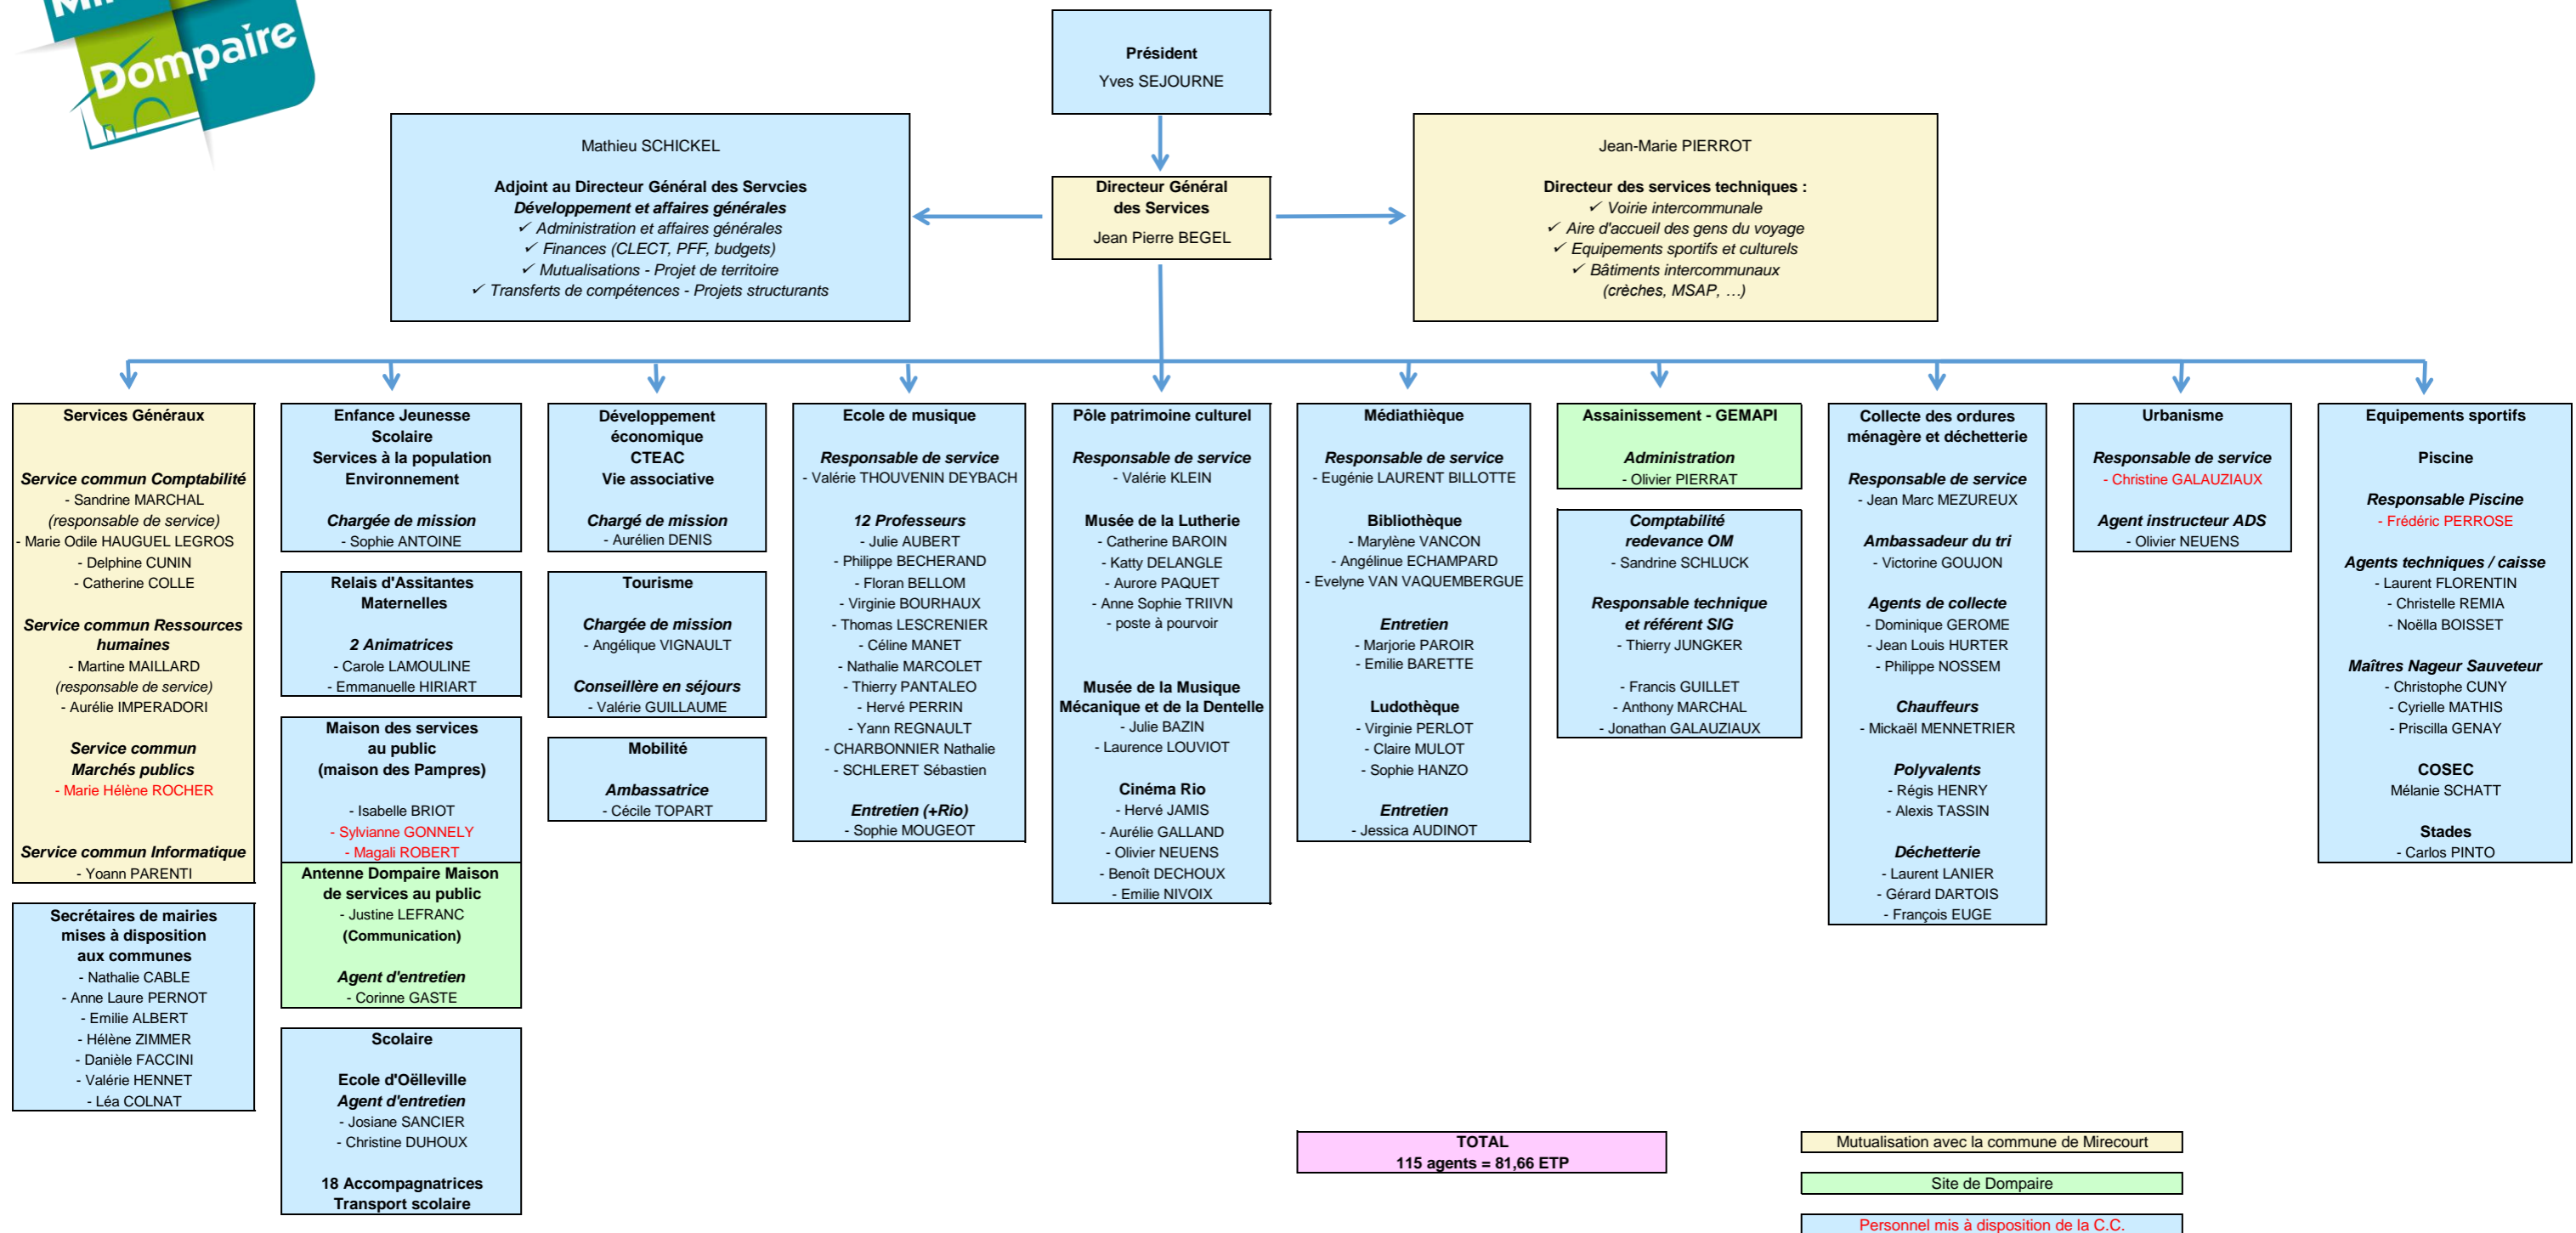 Dompaire
Président
Yves SEJOURNE
Mathieu SCHICKEL
Adjoint au Directeur Général des Servcies
Développement et affaires générales
✓ Administration et affaires générales
✓ Finances (CLECT, PFF, budgets)
✓ Mutualisations - Projet de territoire
✓ Transferts de compétences - Projets structurants
Directeur Général
des Services
Jean Pierre BEGEL
Jean-Marie PIERROT
Directeur des services techniques :
✓ Voirie intercommunale
✓ Aire d'accueil des gens du voyage
✓ Equipements sportifs et culturels
✓ Bâtiments intercommunaux
(crèches, MSAP, …)
Services Généraux
Service commun Comptabilité
- Sandrine MARCHAL
(responsable de service)
- Marie Odile HAUGUEL LEGROS
- Delphine CUNIN
- Catherine COLLE
Service commun Ressources
humaines
- Martine MAILLARD
(responsable de service)
- Aurélie IMPERADORI
Service commun
Marchés publics
- Marie Hélène ROCHER
Service commun Informatique
- Yoann PARENTI
Secrétaires de mairies
mises à disposition
aux communes
- Nathalie CABLE
- Anne Laure PERNOT
- Emilie ALBERT
- Hélène ZIMMER
- Danièle FACCINI
- Valérie HENNET
- Léa COLNAT
Enfance Jeunesse
Scolaire
Services à la population
Environnement
Chargée de mission
- Sophie ANTOINE
Relais d'Assitantes
Maternelles
2 Animatrices
- Carole LAMOULINE
- Emmanuelle HIRIART
Maison des services
au public
(maison des Pampres)
- Isabelle BRIOT
- Sylvianne GONNELY
- Magali ROBERT
Antenne Dompaire Maison
de services au public
- Justine LEFRANC
(Communication)
Agent d'entretien
- Corinne GASTE
Scolaire
Ecole d'Oëlleville
Agent d'entretien
- Josiane SANCIER
- Christine DUHOUX
18 Accompagnatrices
Transport scolaire
Développement
économique
CTEAC
Vie associative
Chargé de mission
- Aurélien DENIS
Tourisme
Chargée de mission
- Angélique VIGNAULT
Conseillère en séjours
- Valérie GUILLAUME
Mobilité
Ambassatrice
- Cécile TOPART
Ecole de musique
Responsable de service
- Valérie THOUVENIN DEYBACH
12 Professeurs
- Julie AUBERT
- Philippe BECHERAND
- Floran BELLOM
- Virginie BOURHAUX
- Thomas LESCRENIER
- Céline MANET
- Nathalie MARCOLET
- Thierry PANTALEO
- Hervé PERRIN
- Yann REGNAULT
- CHARBONNIER Nathalie
- SCHLERET Sébastien
Entretien (+Rio)
- Sophie MOUGEOT
Pôle patrimoine culturel
Responsable de service
- Valérie KLEIN
Musée de la Lutherie
- Catherine BAROIN
- Katty DELANGLE
- Aurore PAQUET
- Anne Sophie TRIIVN
- poste à pourvoir
Musée de la Musique
Mécanique et de la Dentelle
- Julie BAZIN
- Laurence LOUVIOT
Cinéma Rio
- Hervé JAMIS
- Aurélie GALLAND
- Olivier NEUENS
- Benoît DECHOUX
- Emilie NIVOIX
Médiathièque
Responsable de service
- Eugénie LAURENT BILLOTTE
Bibliothèque
- Marylène VANCON
- Angélinue ECHAMPARD
- Evelyne VAN VAQUEMBERGUE
Entretien
- Marjorie PAROIR
- Emilie BARETTE
Ludothèque
- Virginie PERLOT
- Claire MULOT
- Sophie HANZO
Entretien
- Jessica AUDINOT
Assainissement - GEMAPI
Administration
- Olivier PIERRAT
Comptabilité
redevance OM
- Sandrine SCHLUCK
Responsable technique
et référent SIG
- Thierry JUNGKER
- Francis GUILLET
- Anthony MARCHAL
- Jonathan GALAUZIAUX
Collecte des ordures
ménagère et déchetterie
Responsable de service
- Jean Marc MEZUREUX
Ambassadeur du tri
- Victorine GOUJON
Agents de collecte
- Dominique GEROME
- Jean Louis HURTER
- Philippe NOSSEM
Chauffeurs
- Mickaël MENNETRIER
Polyvalents
- Régis HENRY
- Alexis TASSIN
Déchetterie
- Laurent LANIER
- Gérard DARTOIS
- François EUGE
Urbanisme
Responsable de service
- Christine GALAUZIAUX
Agent instructeur ADS
- Olivier NEUENS
Equipements sportifs
Piscine
Responsable Piscine
- Frédéric PERROSE
Agents techniques / caisse
- Laurent FLORENTIN
- Christelle REMIA
- Noëlla BOISSET
Maîtres Nageur Sauveteur
- Christophe CUNY
- Cyrielle MATHIS
- Priscilla GENAY
COSEC
Mélanie SCHATT
Stades
- Carlos PINTO
TOTAL
115 agents = 81,66 ETP
Mutualisation avec la commune de Mirecourt
Site de Dompaire
Personnel mis à disposition de la C.C.